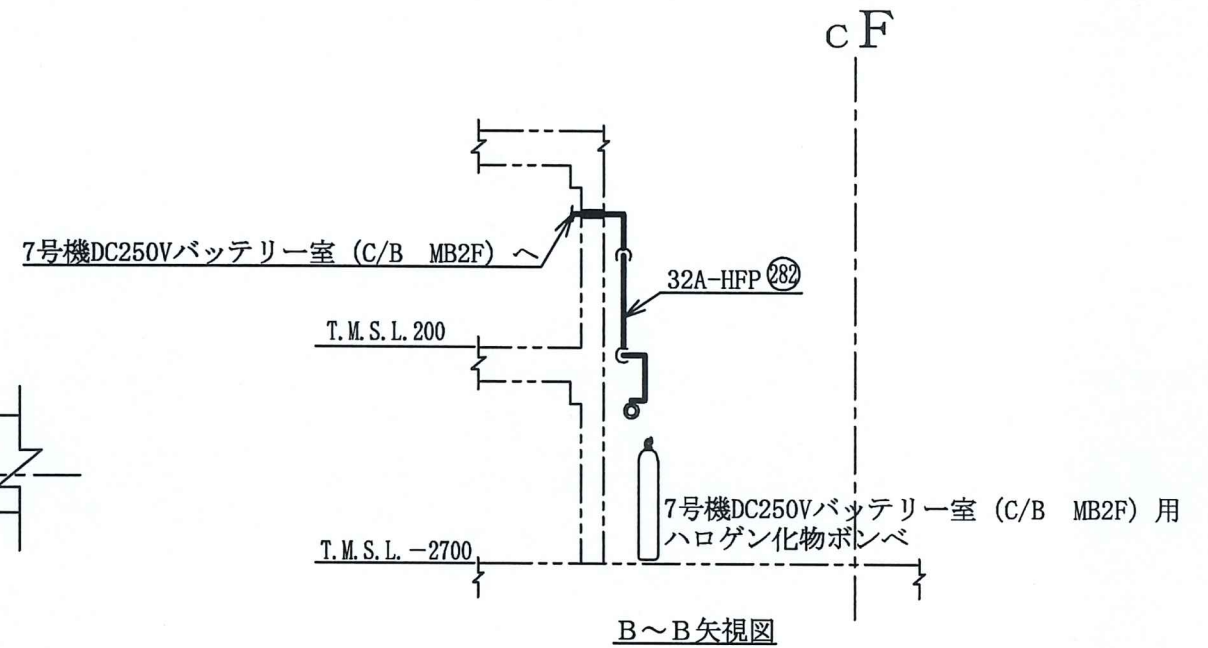 cF
7号機DC250Vバッテリー室 (C/B MB2F) へ
32A-HFP 282
T.M.S.L.200
7号機DC250Vバッテリー室 (C/B MB2F) 用
ハロゲン化物ボンベ
T.M.S.L.-2700
B～B矢視図